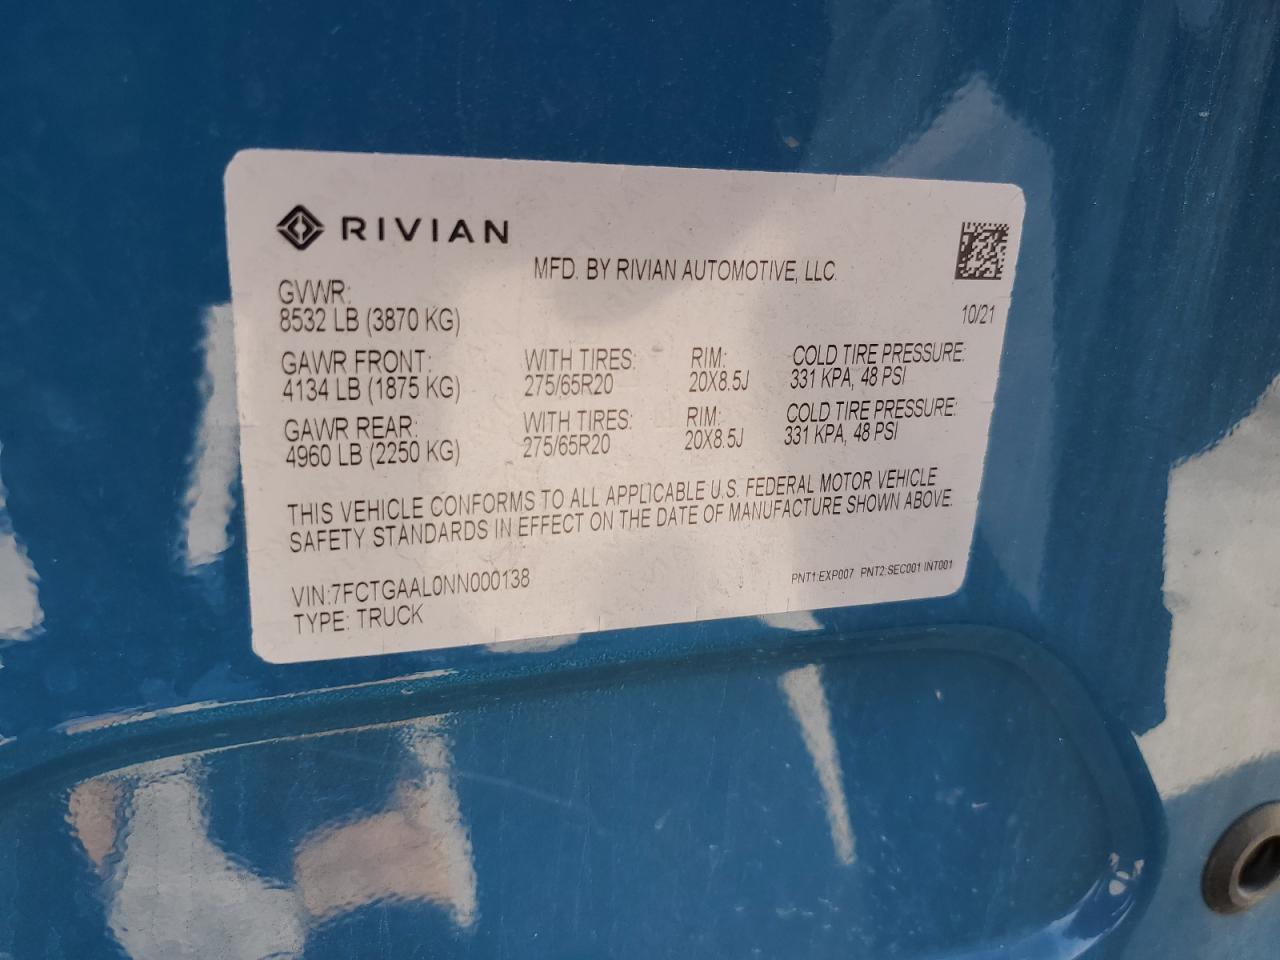 RIVIAN
MFD. BY RIVIAN AUTOMOTIVE, LLC.
10/21
GVWR:
8532 LB (3870 KG)
GAWR FRONT: WITH TIRES: RIM: COLD TIRE PRESSURE:
4134 LB (1875 KG) 275/65R20 20X8.5J 331 KPA, 48 PSI
GAWR REAR: WITH TIRES: RIM: COLD TIRE PRESSURE:
4960 LB (2250 KG) 275/65R20 20X8.5J 331 KPA, 48 PSI
THIS VEHICLE CONFORMS TO ALL APPLICABLE U.S. FEDERAL MOTOR VEHICLE
SAFETY STANDARDS IN EFFECT ON THE DATE OF MANUFACTURE SHOWN ABOVE.
VIN:7FCTGAAL0NN000138 PNT1:EXP007 PNT2:SEC001 INT001
TYPE: TRUCK